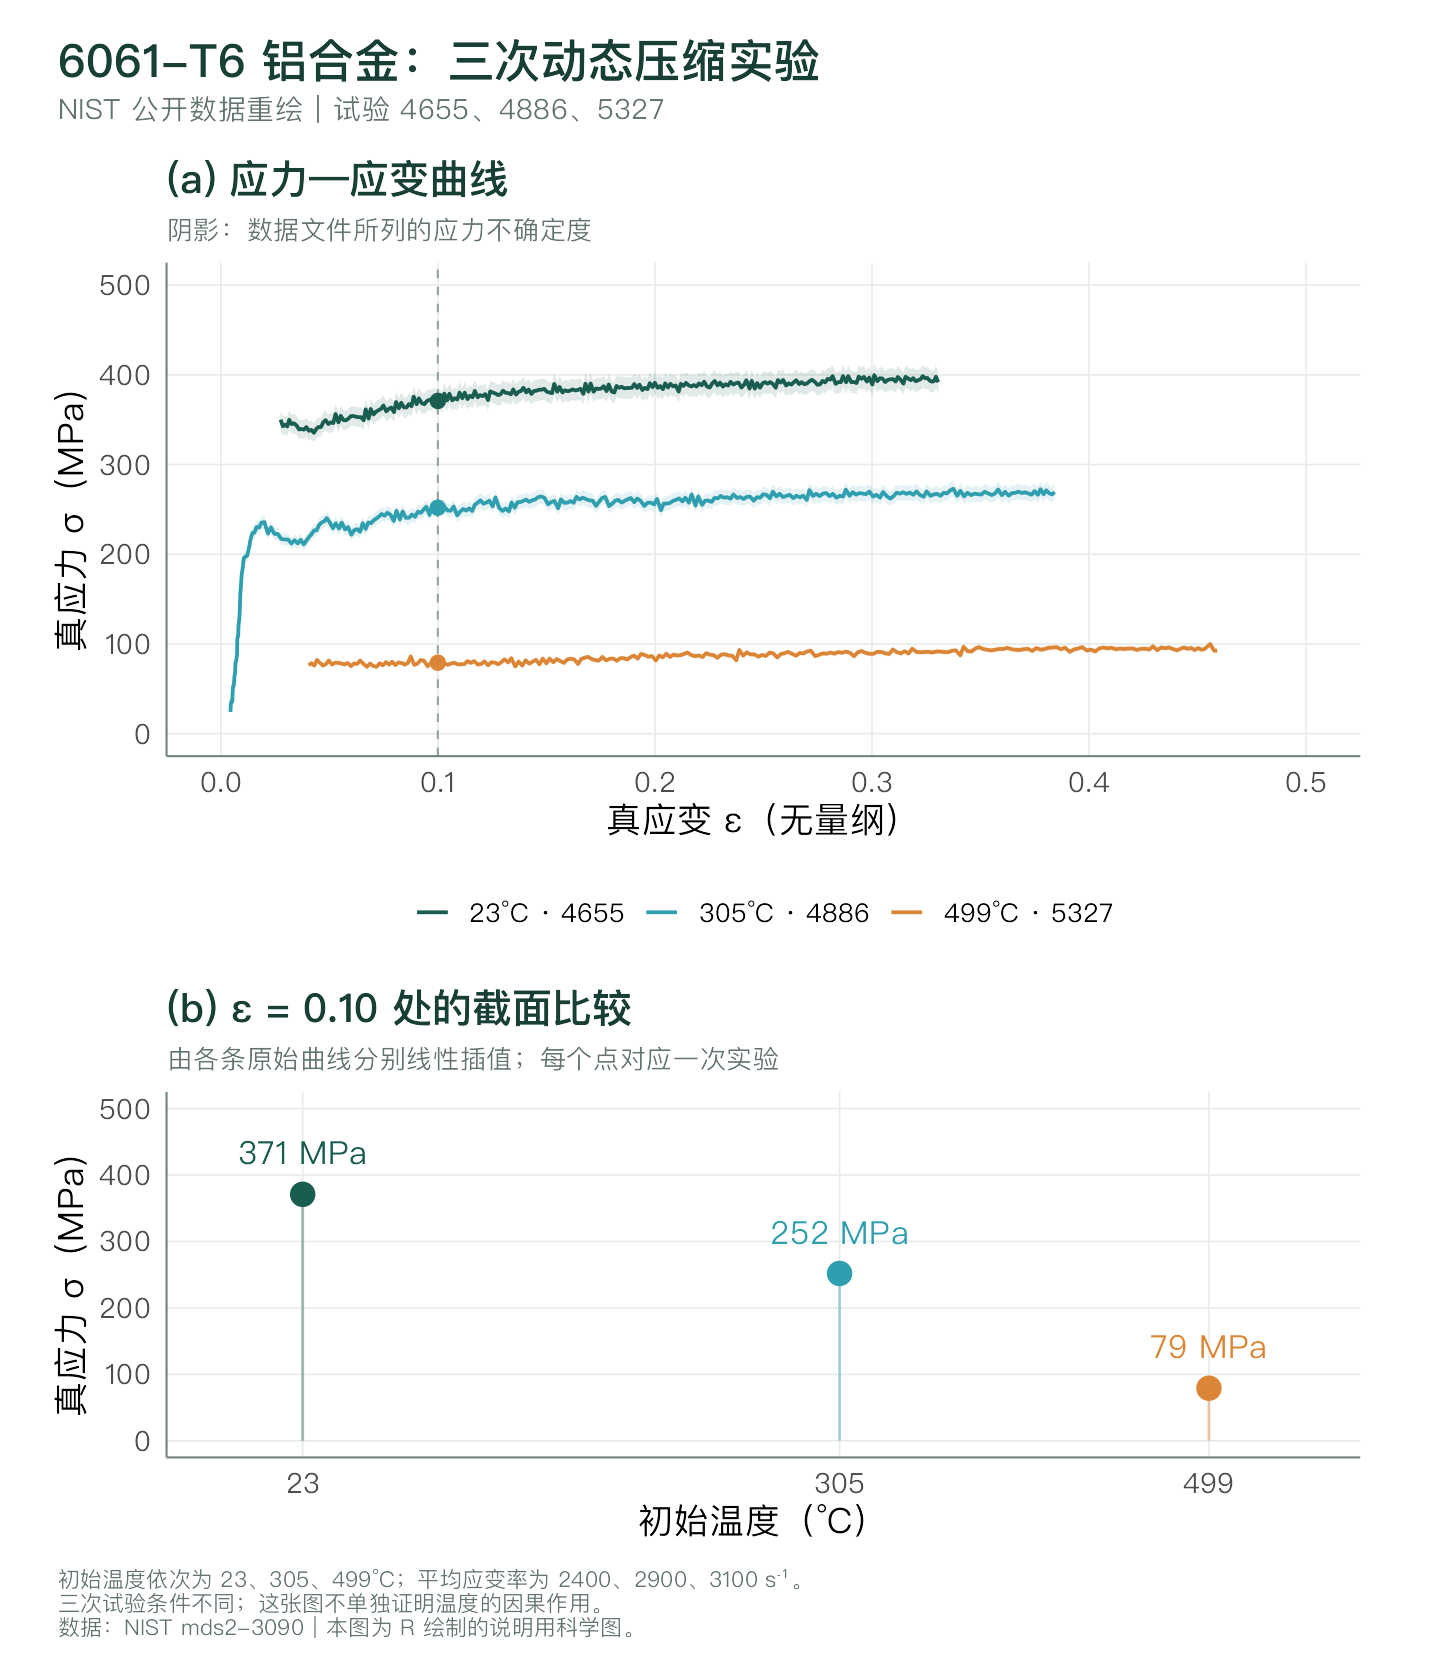 6061–T6 铝合金：三次动态压缩实验
NIST 公开数据重绘｜试验 4655、4886、5327
(a) 应力—应变曲线
阴影：数据文件所列的应力不确定度
真应力 σ（MPa）
500
400
300
200
100
0
0.0 0.1 0.2 0.3 0.4 0.5
真应变 ε（无量纲）
23°C · 4655 305°C · 4886 499°C · 5327
(b) ε = 0.10 处的截面比较
由各条原始曲线分别线性插值；每个点对应一次实验
真应力 σ（MPa）
500
400
300
200
100
0
371 MPa
252 MPa
79 MPa
23 305 499
初始温度（°C）
初始温度依次为 23、305、499°C；平均应变率为 2400、2900、3100 s⁻¹。
三次试验条件不同；这张图不单独证明温度的因果作用。
数据：NIST mds2–3090｜本图为 R 绘制的说明用科学图。